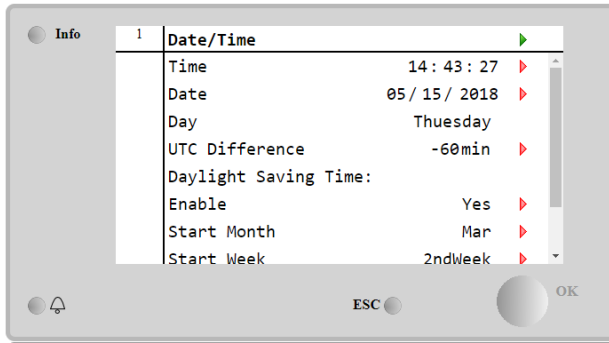 Info
1 Date/Time
Time 14:43:27
Date 05/15/2018
Day Thuesday
UTC Difference -60min
Daylight Saving Time:
Enable Yes
Start Month Mar
Start Week 2ndWeek
ESC
OK